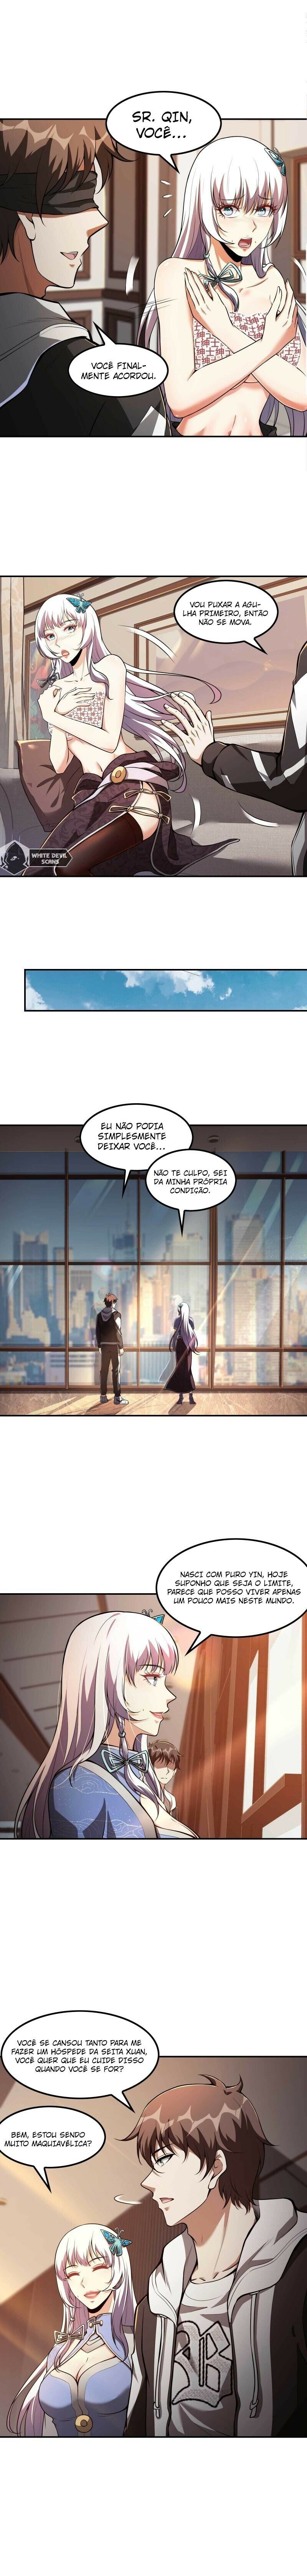 SR. QIN,
VOCÊ...
VOCÊ FINAL-
MENTE ACORDOU.
VOU PUXAR A AGU-
LHA PRIMEIRO, ENTÃO
NÃO SE MOVA.
WHITE DEVIL
SCANS
EU NÃO PODIA
SIMPLESMENTE
DEIXAR VOCÊ...
NÃO TE CULPO, SEI
DA MINHA PRÓPRIA
CONDIÇÃO.
NASCI COM PURO YIN, HOJE
SUPONHO QUE SEJA O LIMITE,
PARECE QUE POSSO VIVER APENAS
UM POUCO MAIS NESTE MUNDO.
VOCÊ SE CANSOU TANTO PARA ME
FAZER UM HÓSPEDE DA SEITA XUAN,
VOCÊ QUER QUE EU CUIDE DISSO
QUANDO VOCÊ SE FOR?
BEM, ESTOU SENDO
MUITO MAQUIAVÉLICA?